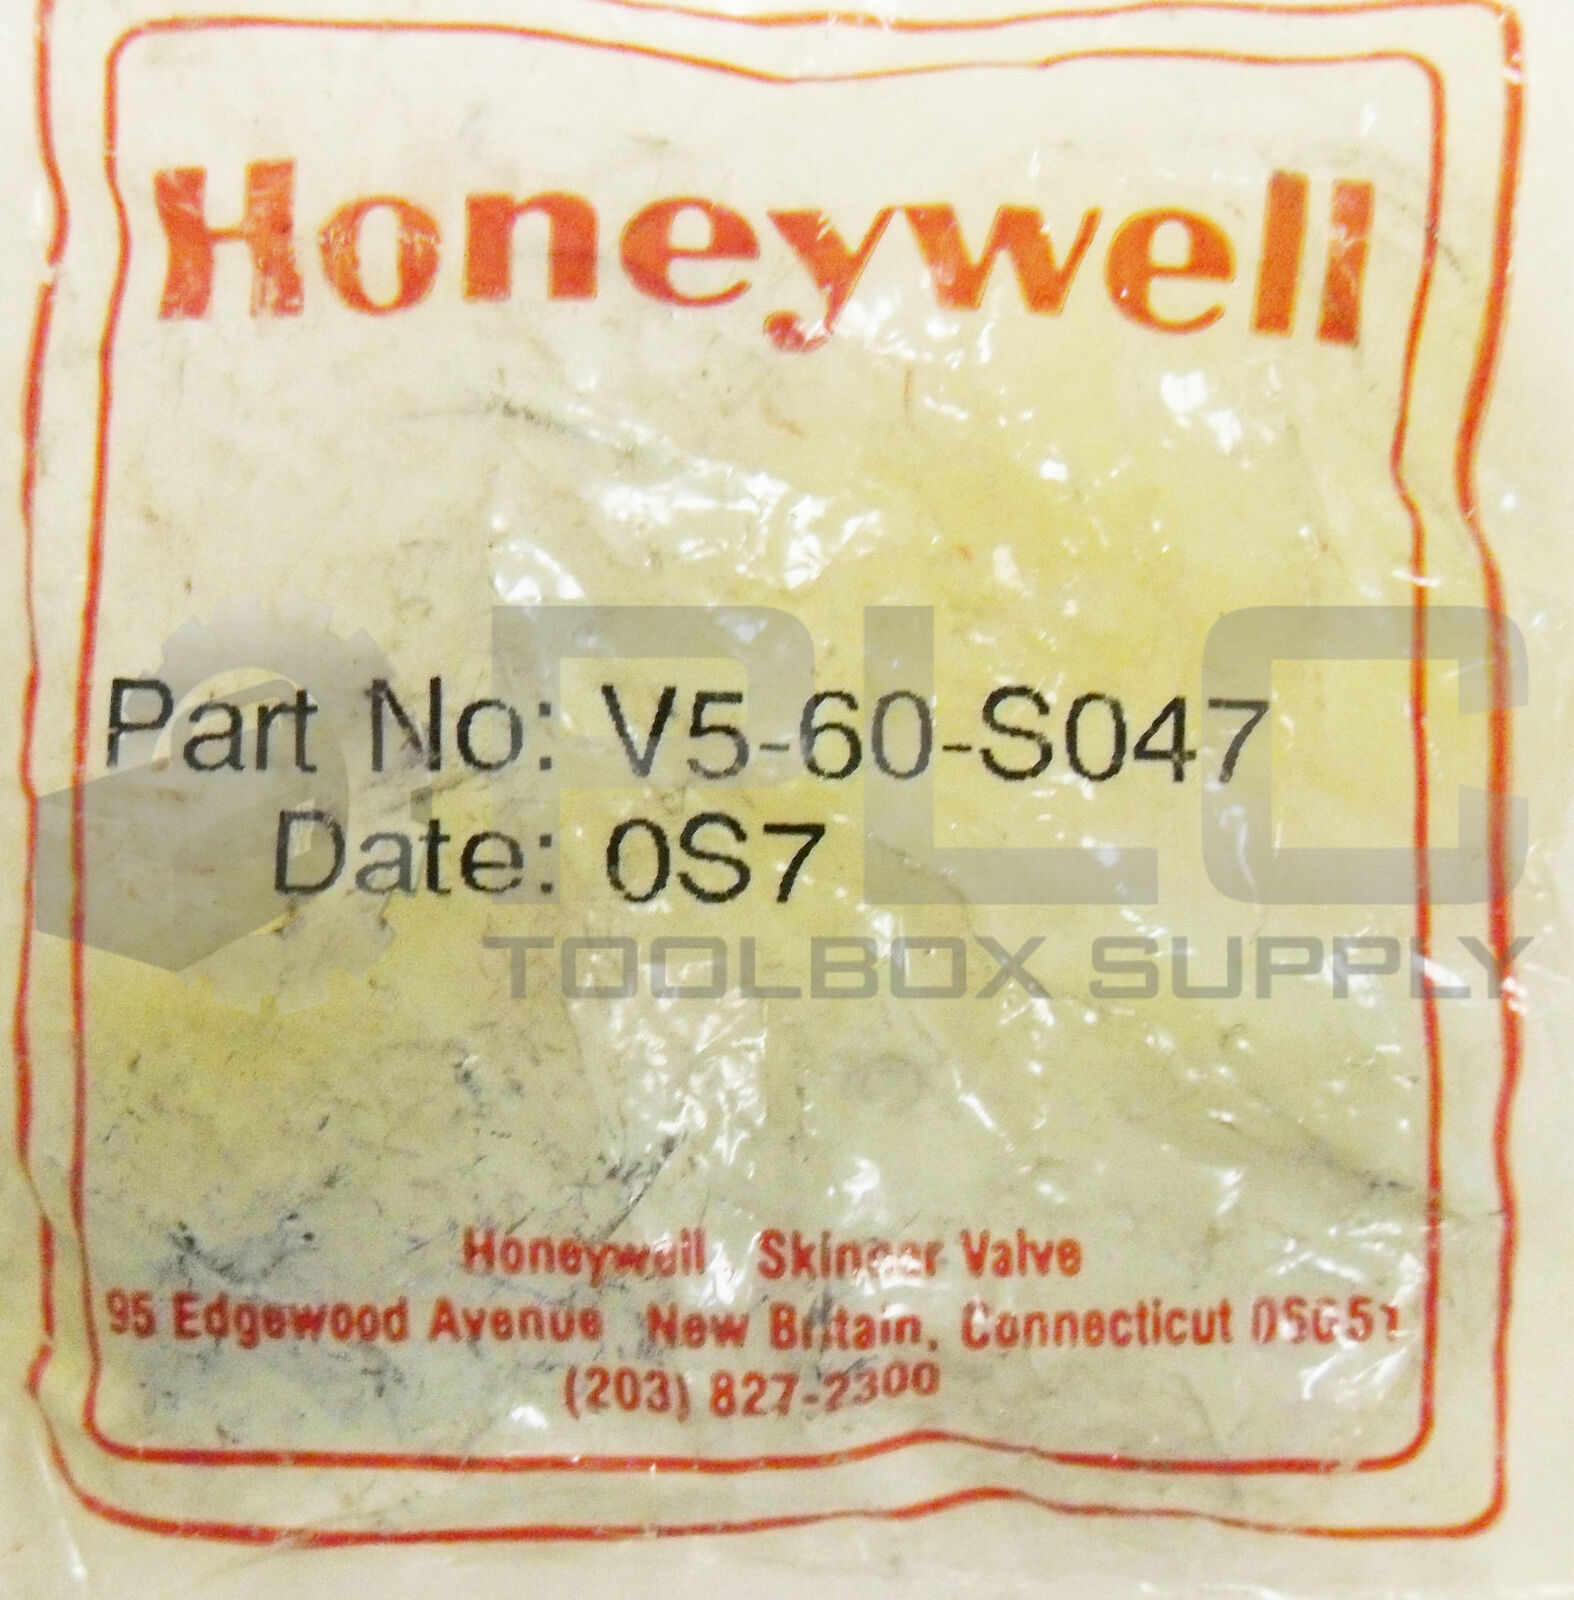 Honeywell
Part No: V5-60-S047
Date: 0S7
PLC
TOOLBOX SUPPLY
Honeywell Skinner Valve
95 Edgewood Avenue New Britain, Connecticut 06051
(203) 827-2300